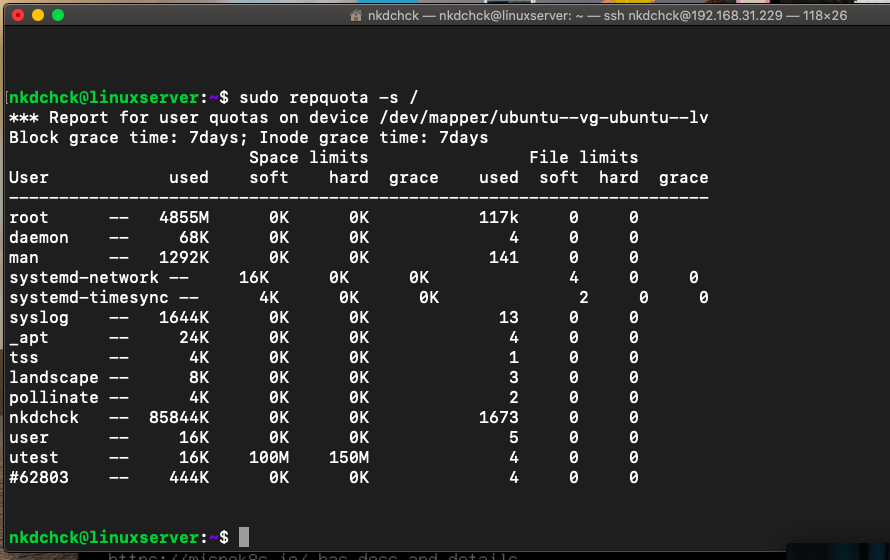 nkdchck — nkdchck@linuxserver: ~ — ssh nkdchck@192.168.31.229 — 118×26
nkdchck@linuxserver:~$ sudo repquota -s /
*** Report for user quotas on device /dev/mapper/ubuntu--vg-ubuntu--lv
Block grace time: 7days; Inode grace time: 7days
                        Space limits                File limits
User            used    soft    hard  grace    used  soft  hard  grace
----------------------------------------------------------------------
root      --   4855M      0K      0K           117k     0     0
daemon    --     68K      0K      0K              4     0     0
man       --   1292K      0K      0K            141     0     0
systemd-network --     16K      0K      0K              4     0     0
systemd-timesync --      4K      0K      0K              2     0     0
syslog    --   1644K      0K      0K             13     0     0
_apt      --     24K      0K      0K              4     0     0
tss       --      4K      0K      0K              1     0     0
landscape --      8K      0K      0K              3     0     0
pollinate --      4K      0K      0K              2     0     0
nkdchck   --  85844K      0K      0K           1673     0     0
user      --     16K      0K      0K              5     0     0
utest     --     16K    100M    150M              4     0     0
#62803    --    444K      0K      0K              4     0     0
nkdchck@linuxserver:~$
has docs and details